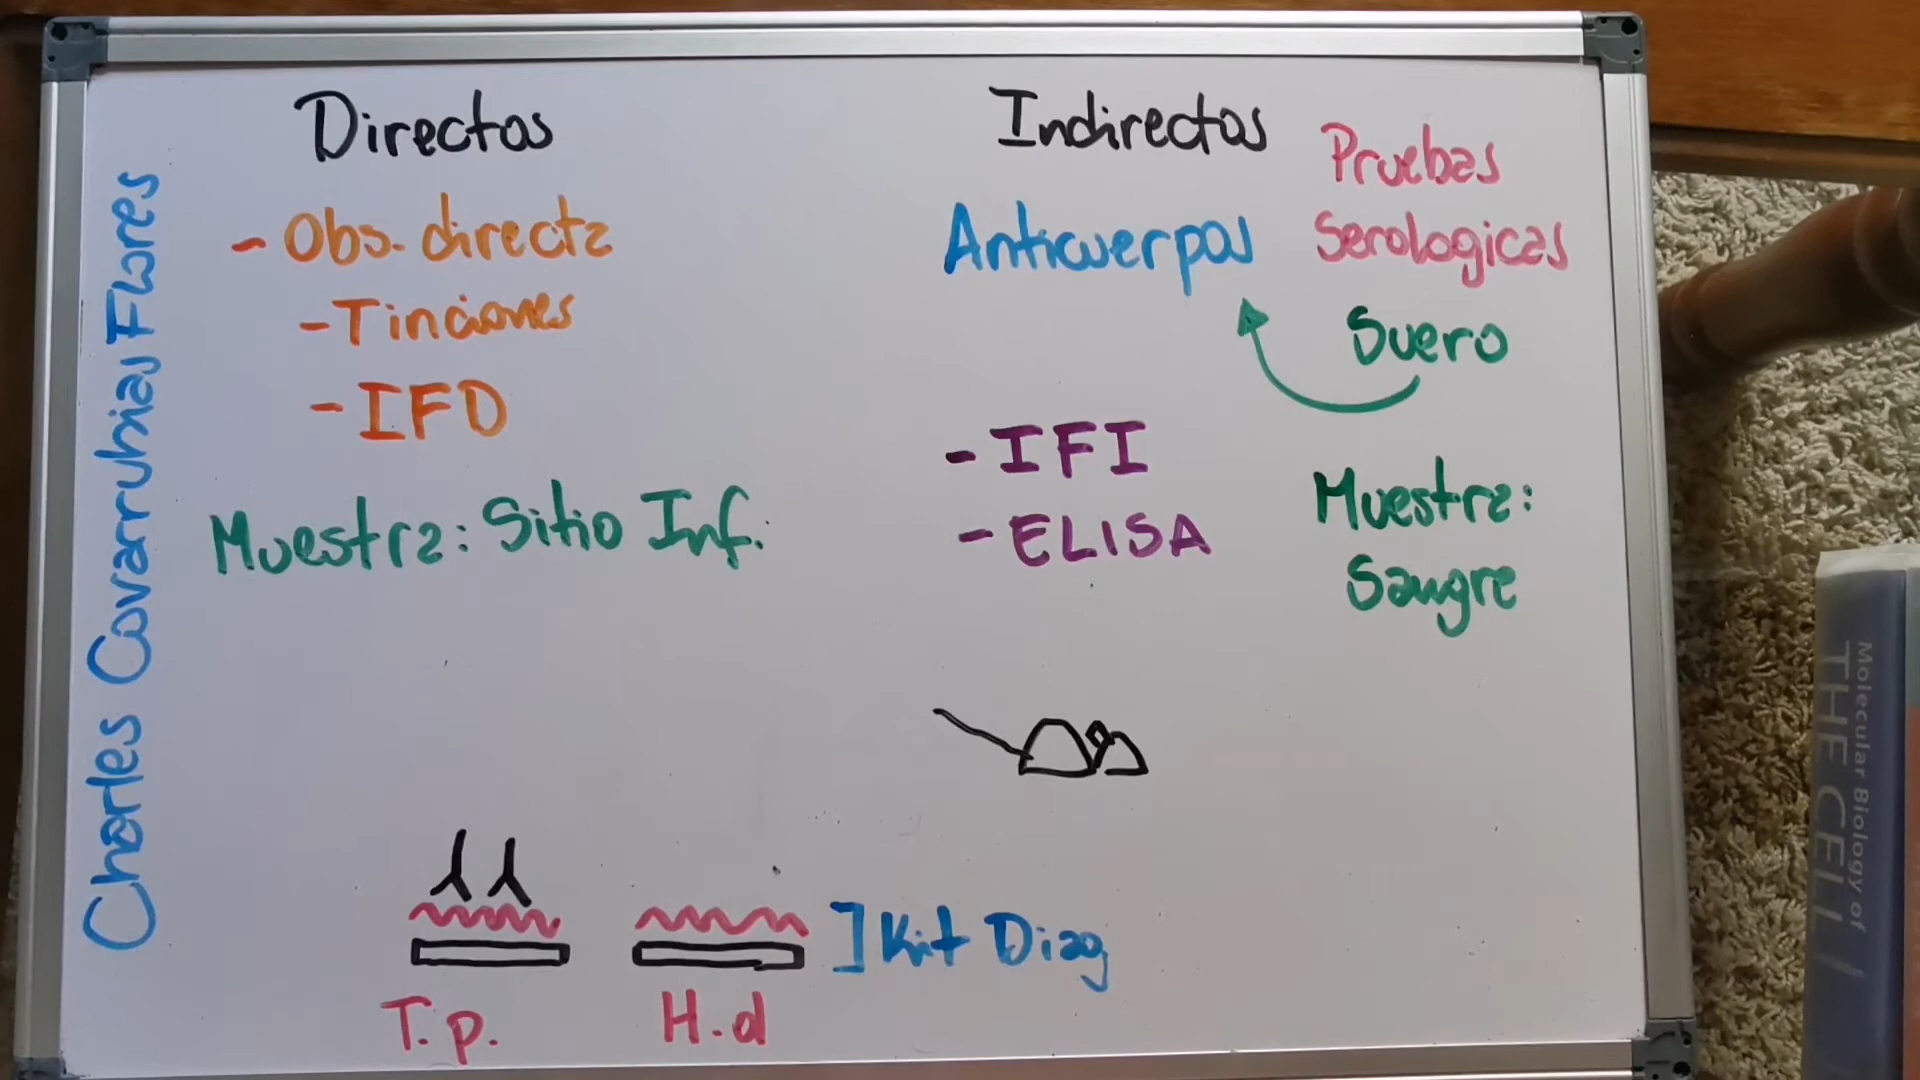 Directos
- Obs. directa
- Tinciones
- IFD
Muestra: Sitio Inf.
Indirectos
Anticuerpos
Pruebas
Serologicas
Suero
- IFI
- ELISA
Muestra:
Sangre
T.p.
H.d
] Kit Diag
Charles Covarrubias Flores
Molecular Biology of
THE CELL